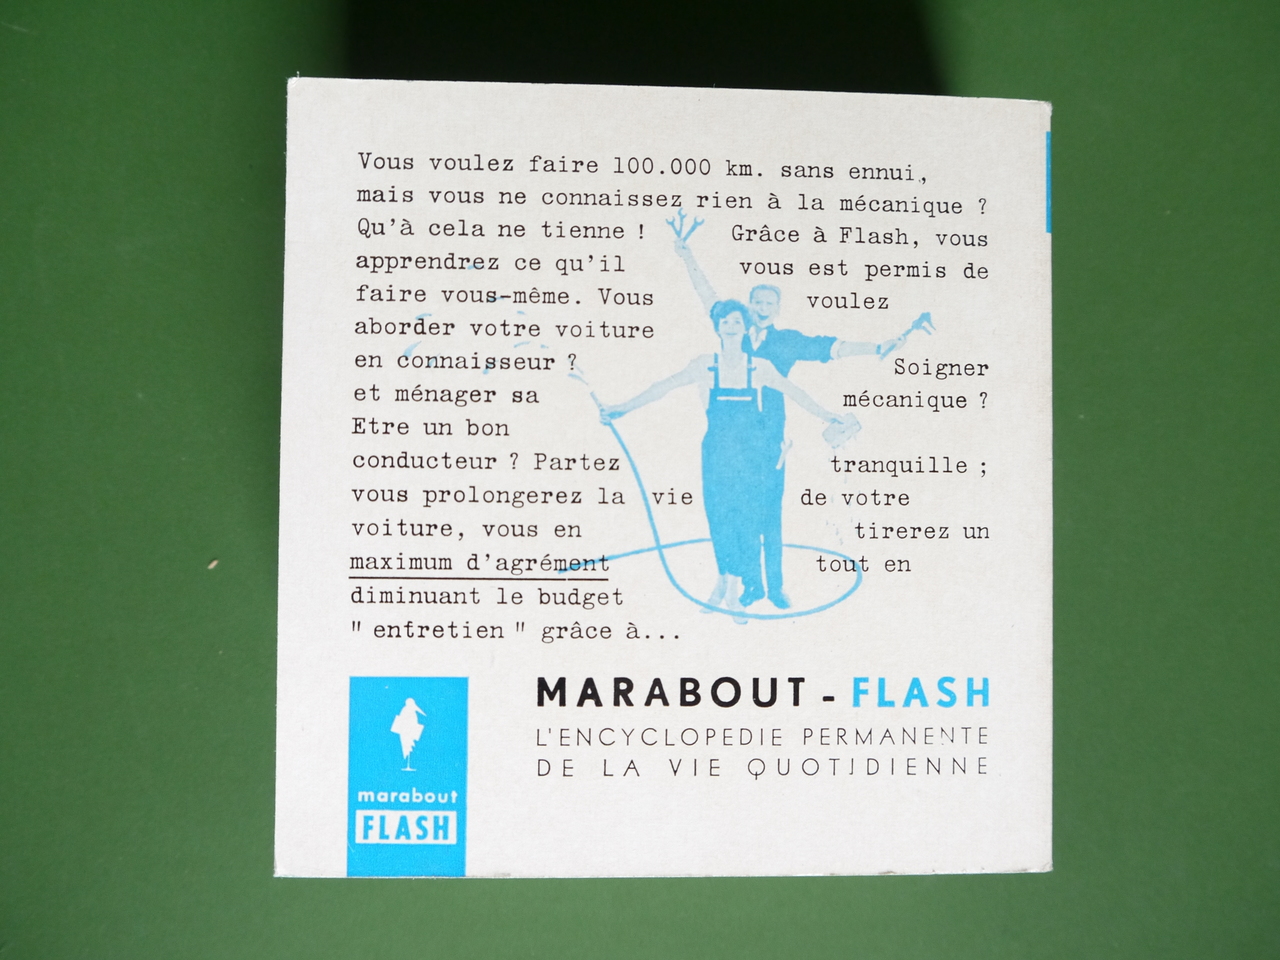 Vous voulez faire 100.000 km. sans ennui,
mais vous ne connaissez rien à la mécanique ?
Qu'à cela ne tienne ! Grâce à Flash, vous
apprendrez ce qu'il vous est permis de
faire vous-même. Vous voulez
aborder votre voiture
en connaisseur ? Soigner
et ménager sa mécanique ?
Etre un bon
conducteur ? Partez tranquille ;
vous prolongerez la vie de votre
voiture, vous en tirerez un
maximum d'agrément tout en
diminuant le budget
" entretien " grâce à...
MARABOUT - FLASH
L'ENCYCLOPEDIE PERMANENTE
DE LA VIE QUOTIDIENNE
marabout
FLASH